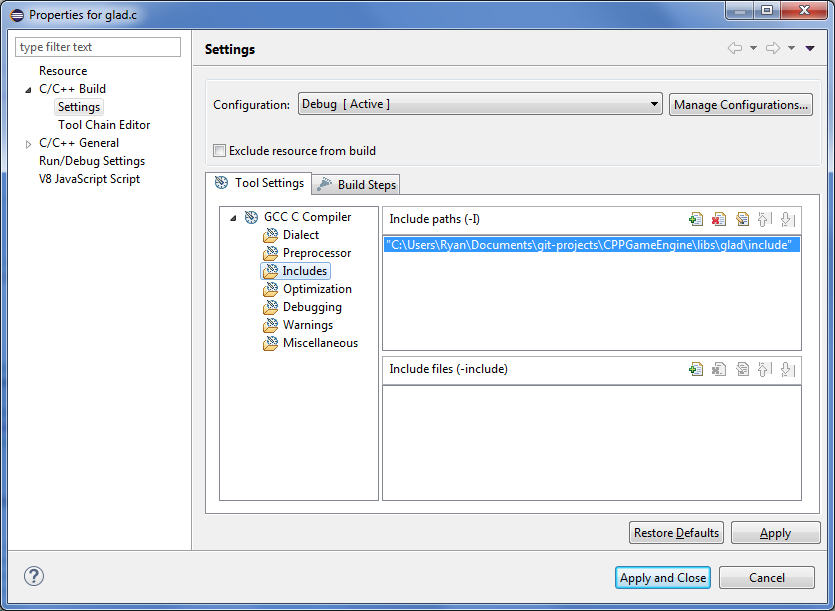 Properties for glad.c
type filter text
Resource
C/C++ Build
Settings
Tool Chain Editor
C/C++ General
Run/Debug Settings
V8 JavaScript Script
Settings
Configuration:
Debug [ Active ]
Manage Configurations...
Exclude resource from build
Tool Settings
Build Steps
GCC C Compiler
Dialect
Preprocessor
Includes
Optimization
Debugging
Warnings
Miscellaneous
Include paths (-I)
"C:\Users\Ryan\Documents\git-projects\CPPGameEngine\libs\glad\include"
Include files (-include)
Restore Defaults
Apply
?
Apply and Close
Cancel